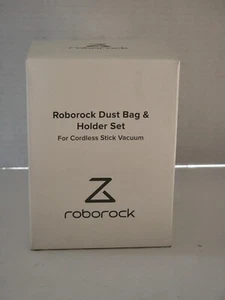 Roborock Dust Bag &
Holder Set
For Cordless Stick Vacuum
roborock